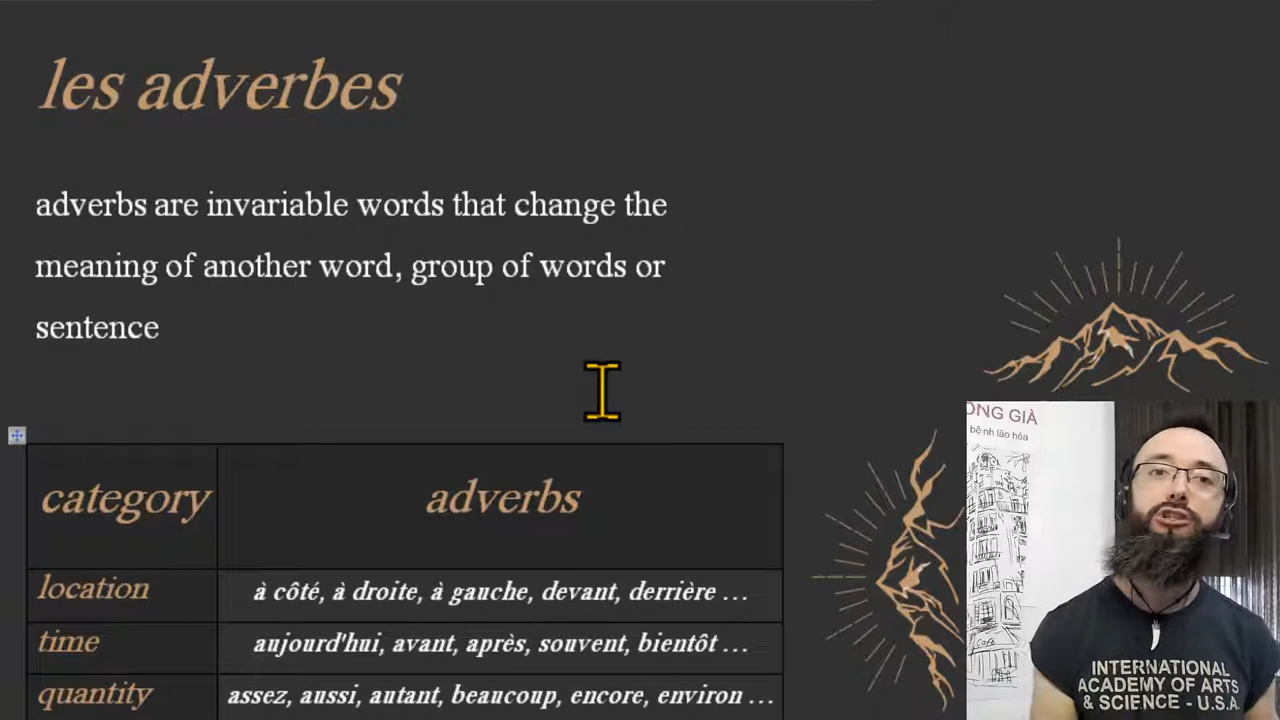 les adverbes
adverbs are invariable words that change the
meaning of another word, group of words or
sentence
category adverbs
location à côté, à droite, à gauche, devant, derrière …
time aujourd'hui, avant, après, souvent, bientôt …
quantity assez, aussi, autant, beaucoup, encore, environ …
ONG GIÀ
bệnh lão hóa
Cafe
INTERNATIONAL
ACADEMY OF ARTS
& SCIENCE - U.S.A.